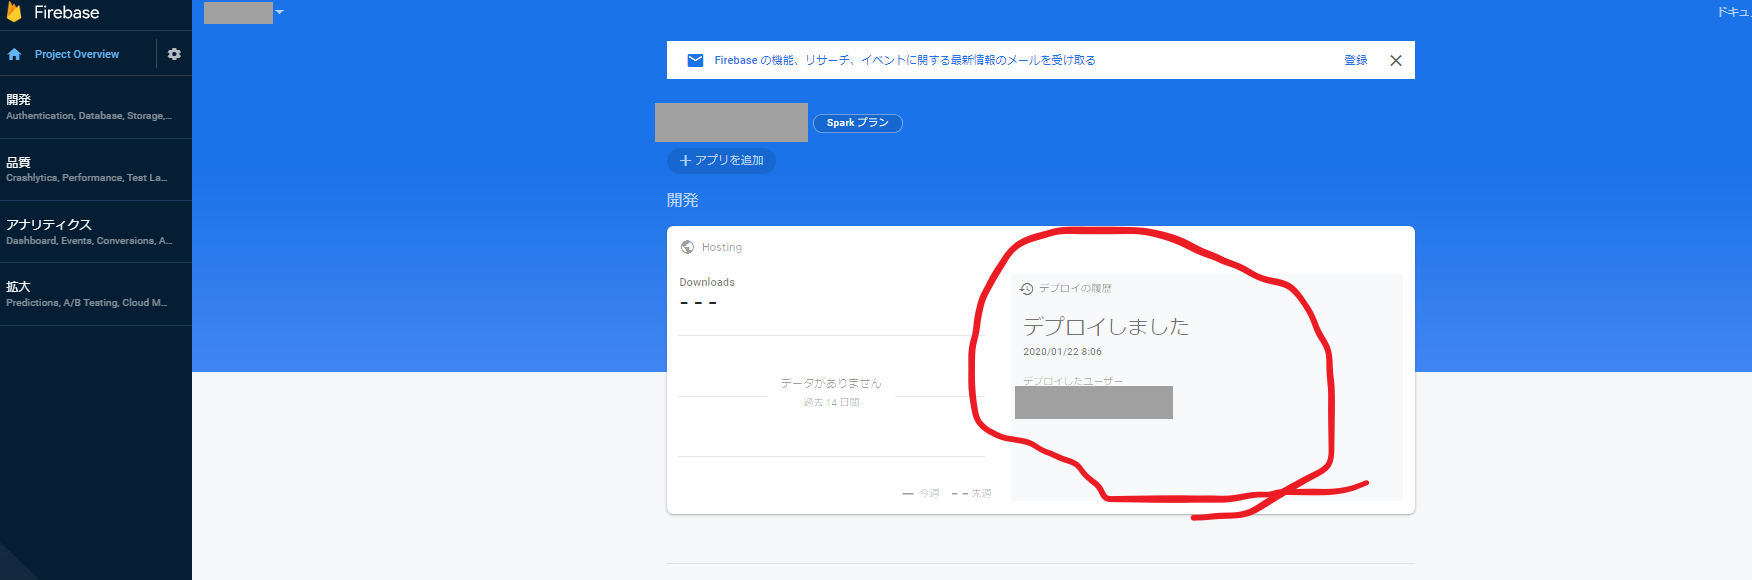 Firebase
ドキュ
Project Overview
Firebase の機能、リサーチ、イベントに関する最新情報のメールを受け取る
登録
開発
Authentication, Database, Storage,...
品質
Crashlytics, Performance, Test La...
アナリティクス
Dashboard, Events, Conversions, A...
拡大
Predictions, A/B Testing, Cloud M...
Spark プラン
アプリを追加
開発
Hosting
Downloads
---
データがありません
過去 14 日間
今週
先週
デプロイの履歴
デプロイしました
2020/01/22 8:06
デプロイしたユーザー